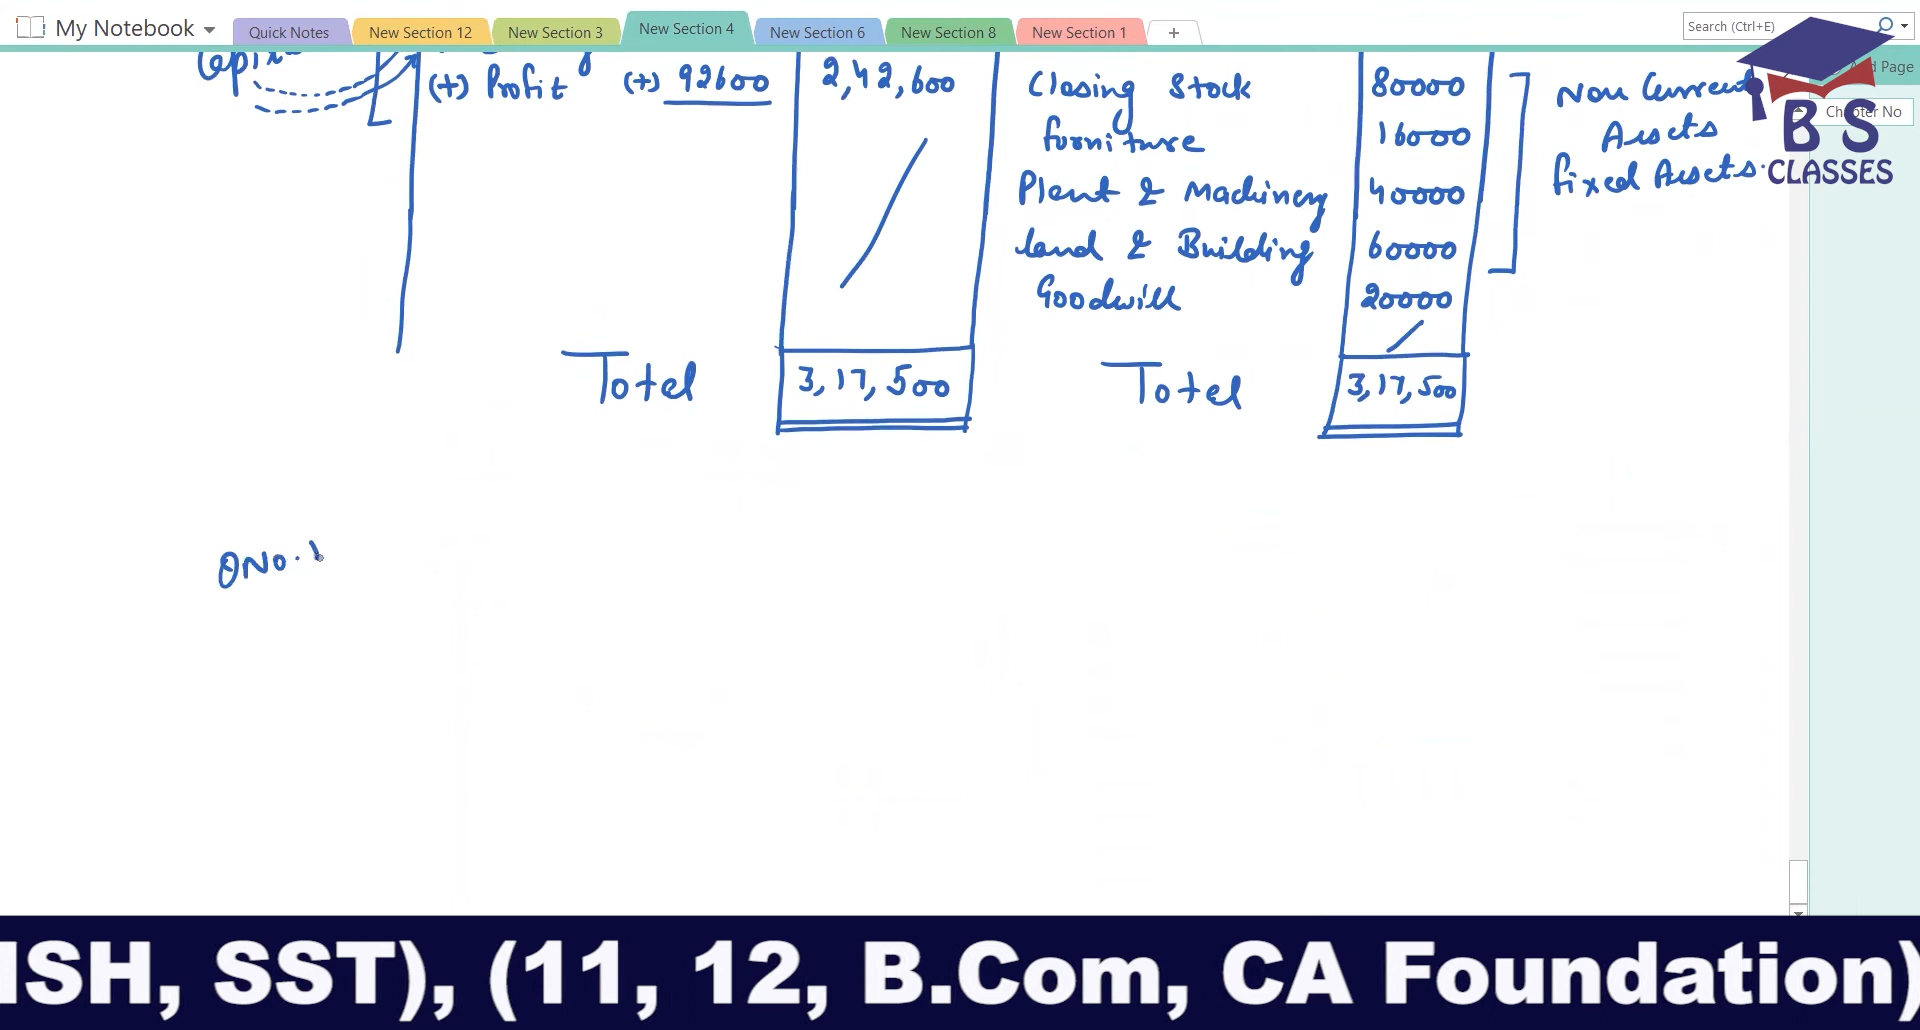 My Notebook
Quick Notes
New Section 12
New Section 3
New Section 4
New Section 6
New Section 8
New Section 1
+
Search (Ctrl+E)
Add Page
Chapter No
B S
CLASSES
(+) Profit (+) 92600 2,42,600
Closing Stock 80000
furniture 16000
Plant & Machinery 40000
land & Building 60000
Goodwill 20000
Non Current
Assets
fixed Assets.
Total 3,17,500 Total 3,17,500
QNo.
ISH, SST), (11, 12, B.Com, CA Foundation)